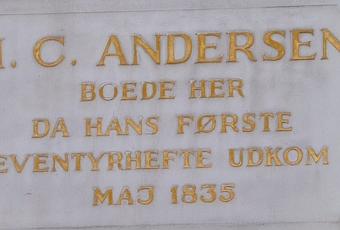 H. C. ANDERSEN
BOEDE HER
DA HANS FØRSTE
EVENTYRHEFTE UDKOM
MAJ 1835